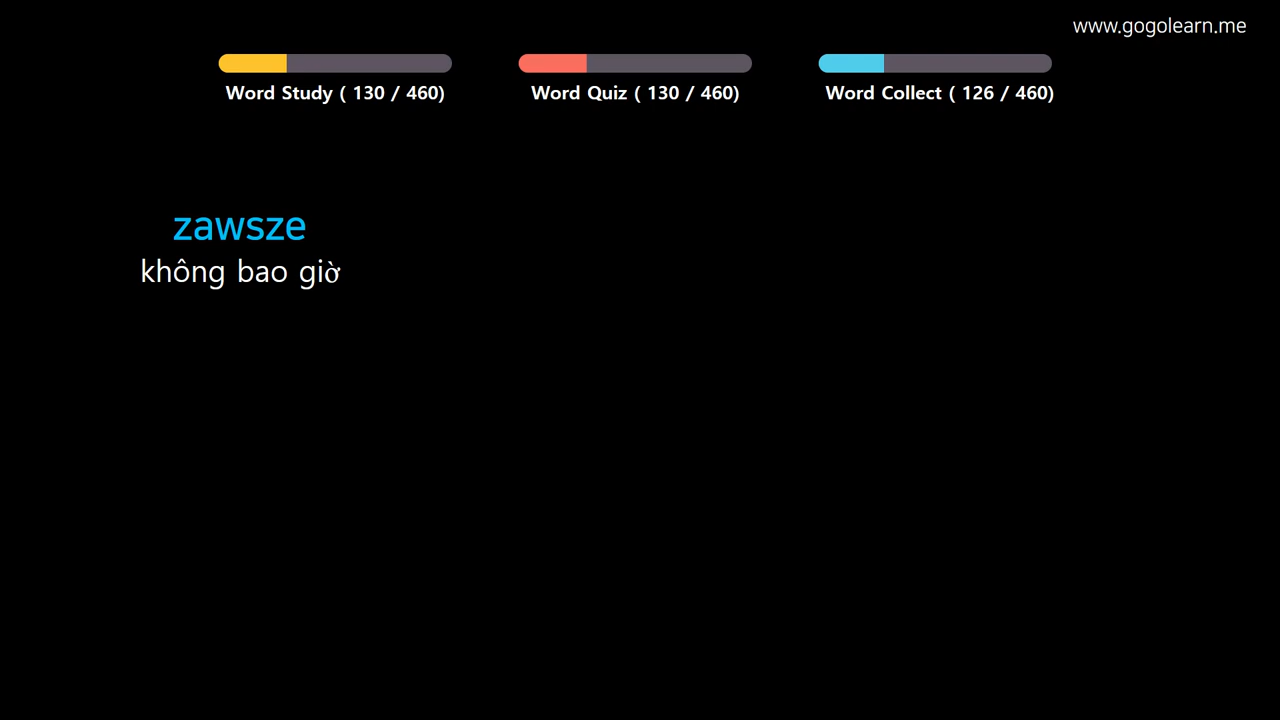 www.gogolearn.me
Word Study ( 130 / 460)
Word Quiz ( 130 / 460)
Word Collect ( 126 / 460)
zawsze
không bao giờ